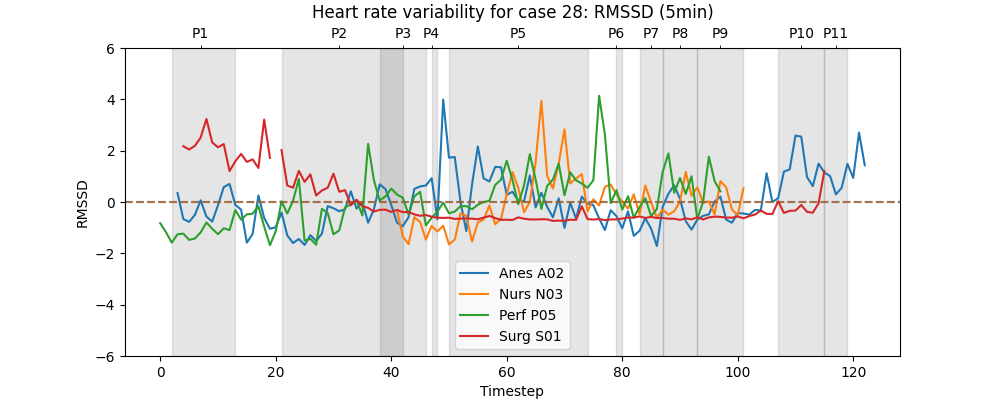 Heart rate variability for case 28: RMSSD (5min)
P1 P2 P3 P4 P5 P6 P7 P8 P9 P10 P11
6
4
2
0
−2
−4
−6
RMSSD
Anes A02
Nurs N03
Perf P05
Surg S01
0 20 40 60 80 100 120
Timestep